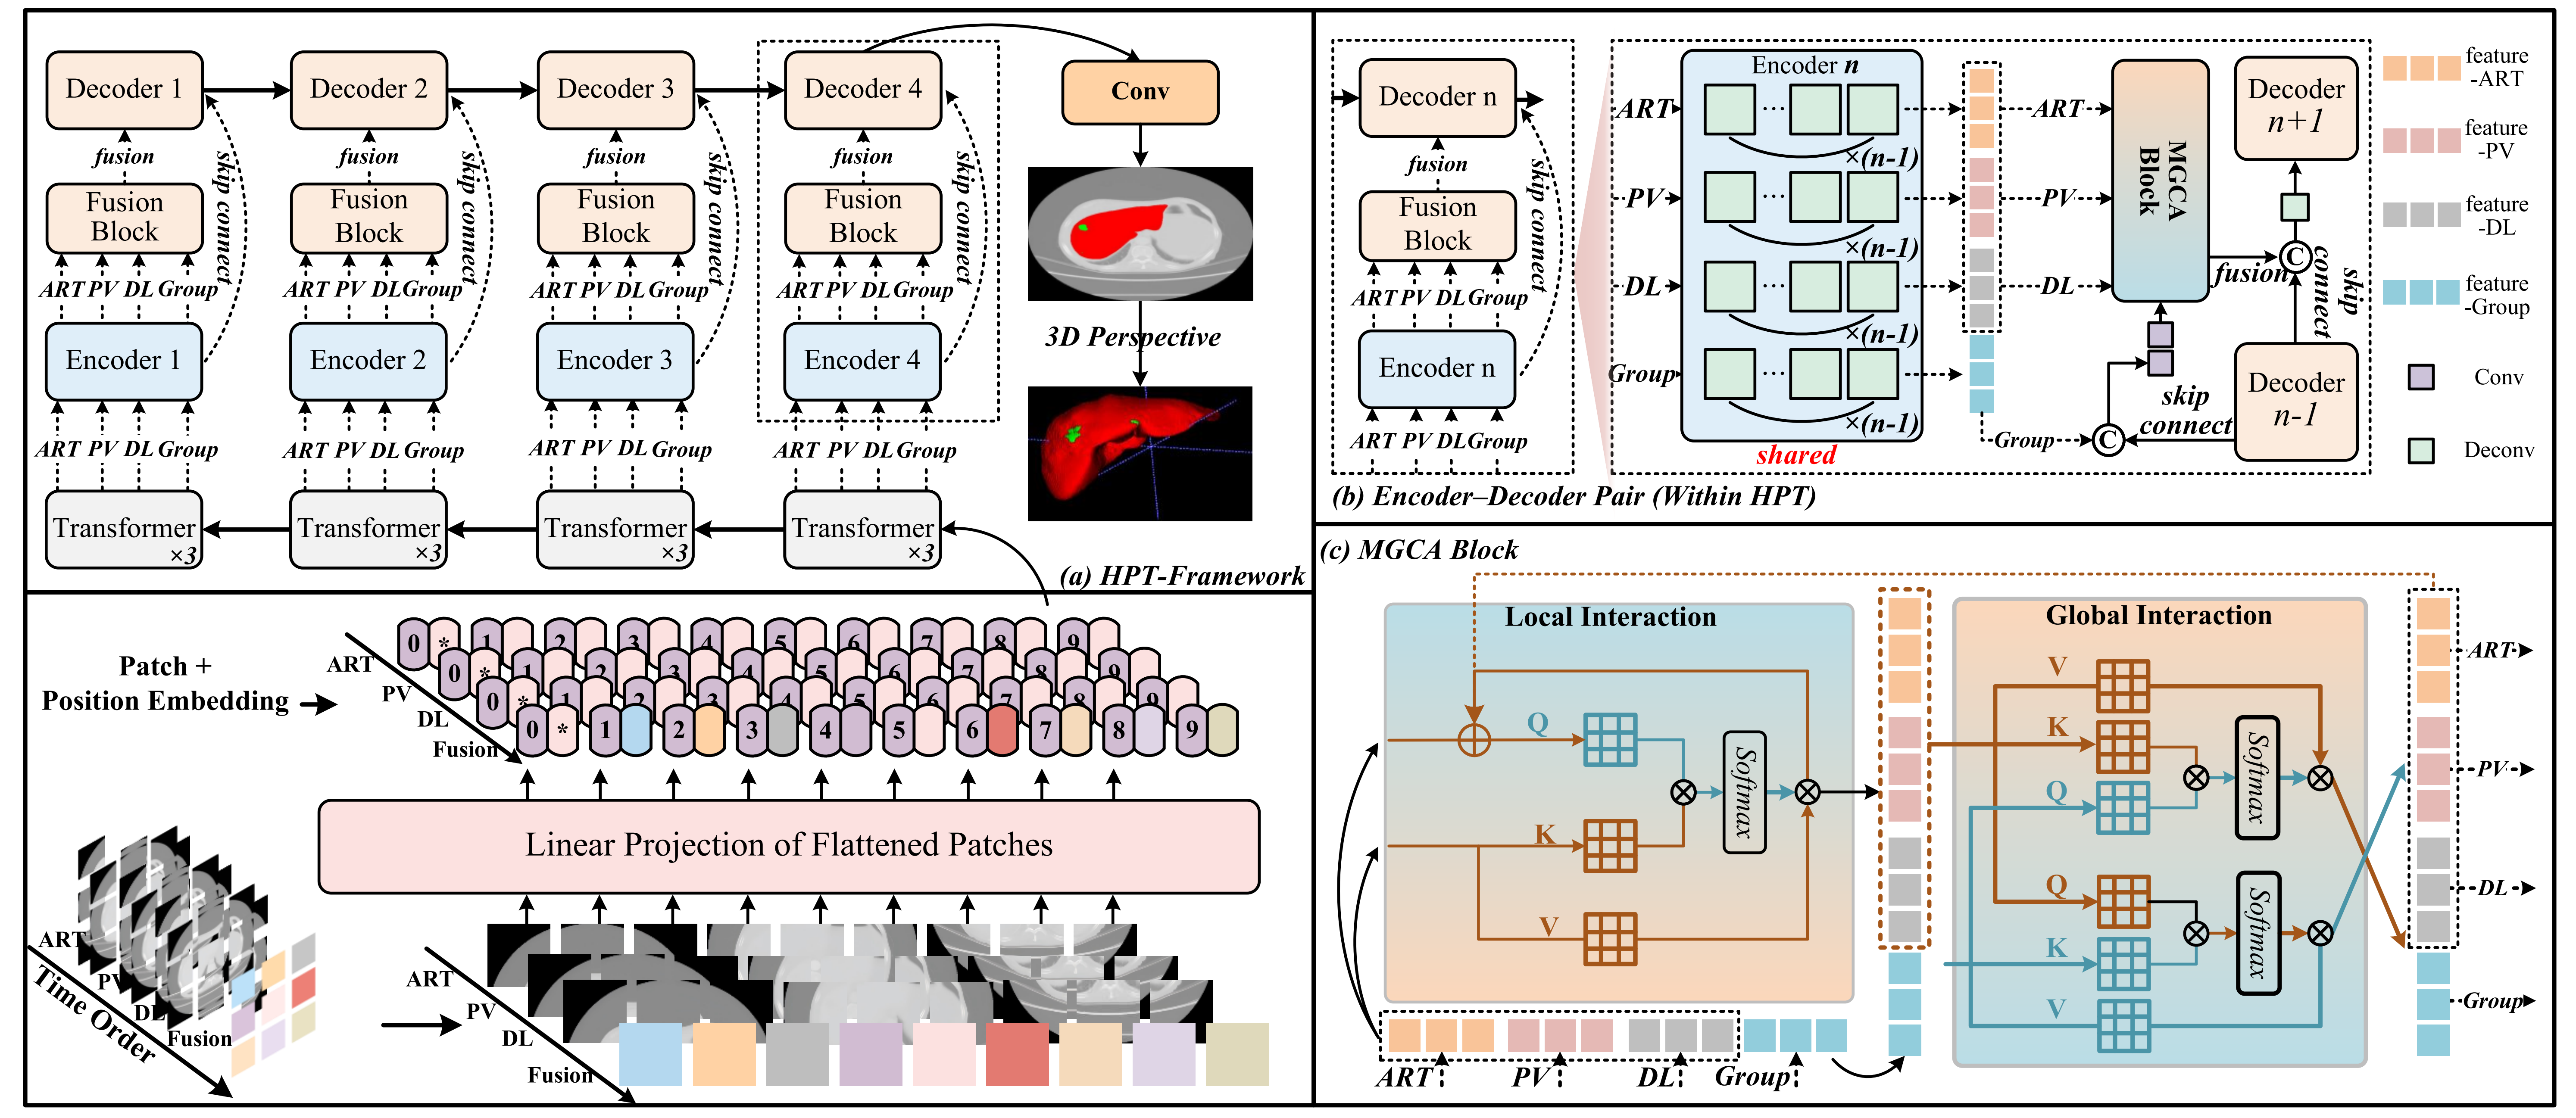 Decoder 1
Decoder 2
Decoder 3
Decoder 4
Conv
fusion
fusion
fusion
fusion
skip connect
skip connect
skip connect
skip connect
Fusion
Block
Fusion
Block
Fusion
Block
Fusion
Block
ART PV DL Group
ART PV DL Group
ART PV DL Group
ART PV DL Group
3D Perspective
Encoder 1
Encoder 2
Encoder 3
Encoder 4
ART PV DL Group
ART PV DL Group
ART PV DL Group
ART PV DL Group
Transformer
×3
Transformer
×3
Transformer
×3
Transformer
×3
(a) HPT-Framework
Patch +
Position Embedding
ART
PV
DL
Fusion
0 * 1 2 3 4 5 6 7 8 9
0 * 1 2 3 4 5 6 7 8 9
0 * 1 2 3 4 5 6 7 8 9
0 * 1 2 3 4 5 6 7 8 9
Linear Projection of Flattened Patches
ART
PV
DL
Fusion
Time Order
ART
PV
DL
Fusion
Decoder n
fusion
skip connect
Fusion
Block
ART PV DL Group
Encoder n
ART PV DL Group
Encoder n
ART
PV
DL
Group
...
×(n-1)
...
×(n-1)
...
×(n-1)
...
×(n-1)
shared
ART
PV
DL
Group
MGCA
Block
fusion
C
C
skip
connect
skip
connect
Decoder
n+1
Decoder
n-1
feature
-ART
feature
-PV
feature
-DL
feature
-Group
Conv
Deconv
(b) Encoder–Decoder Pair (Within HPT)
(c) MGCA Block
Local Interaction
Q
K
V
Softmax
ART
PV
DL
Group
Global Interaction
V
K
Q
Softmax
Q
K
V
Softmax
ART
PV
DL
Group